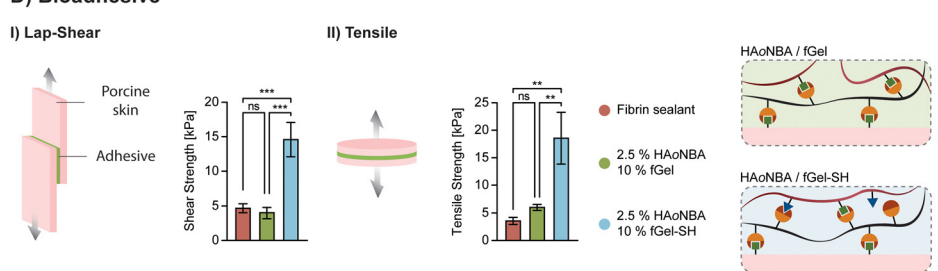 D) Bioadhesive
I) Lap-Shear
II) Tensile
Porcine
skin
Adhesive
Shear Strength [kPa]
20
15
10
5
0
***
ns
***
Tensile Strength [kPa]
25
20
15
10
5
0
**
ns
**
Fibrin sealant
2.5 % HAoNBA
10 % fGel
2.5 % HAoNBA
10 % fGel-SH
HAoNBA / fGel
HAoNBA / fGel-SH